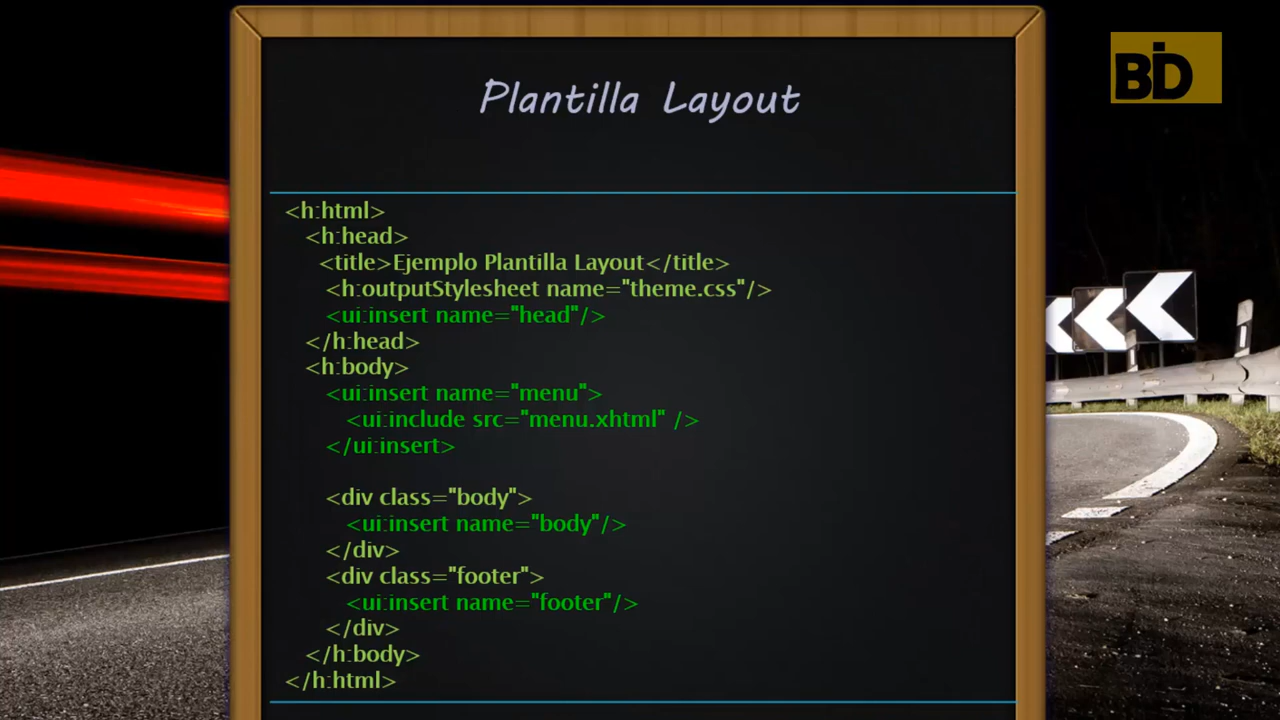 BID
Plantilla Layout
<h:html>
<h:head>
<title>Ejemplo Plantilla Layout</title>
<h:outputStylesheet name="theme.css"/>
<ui:insert name="head"/>
</h:head>
<h:body>
<ui:insert name="menu">
<ui:include src="menu.xhtml" />
</ui:insert>
<div class="body">
<ui:insert name="body"/>
</div>
<div class="footer">
<ui:insert name="footer"/>
</div>
</h:body>
</h:html>